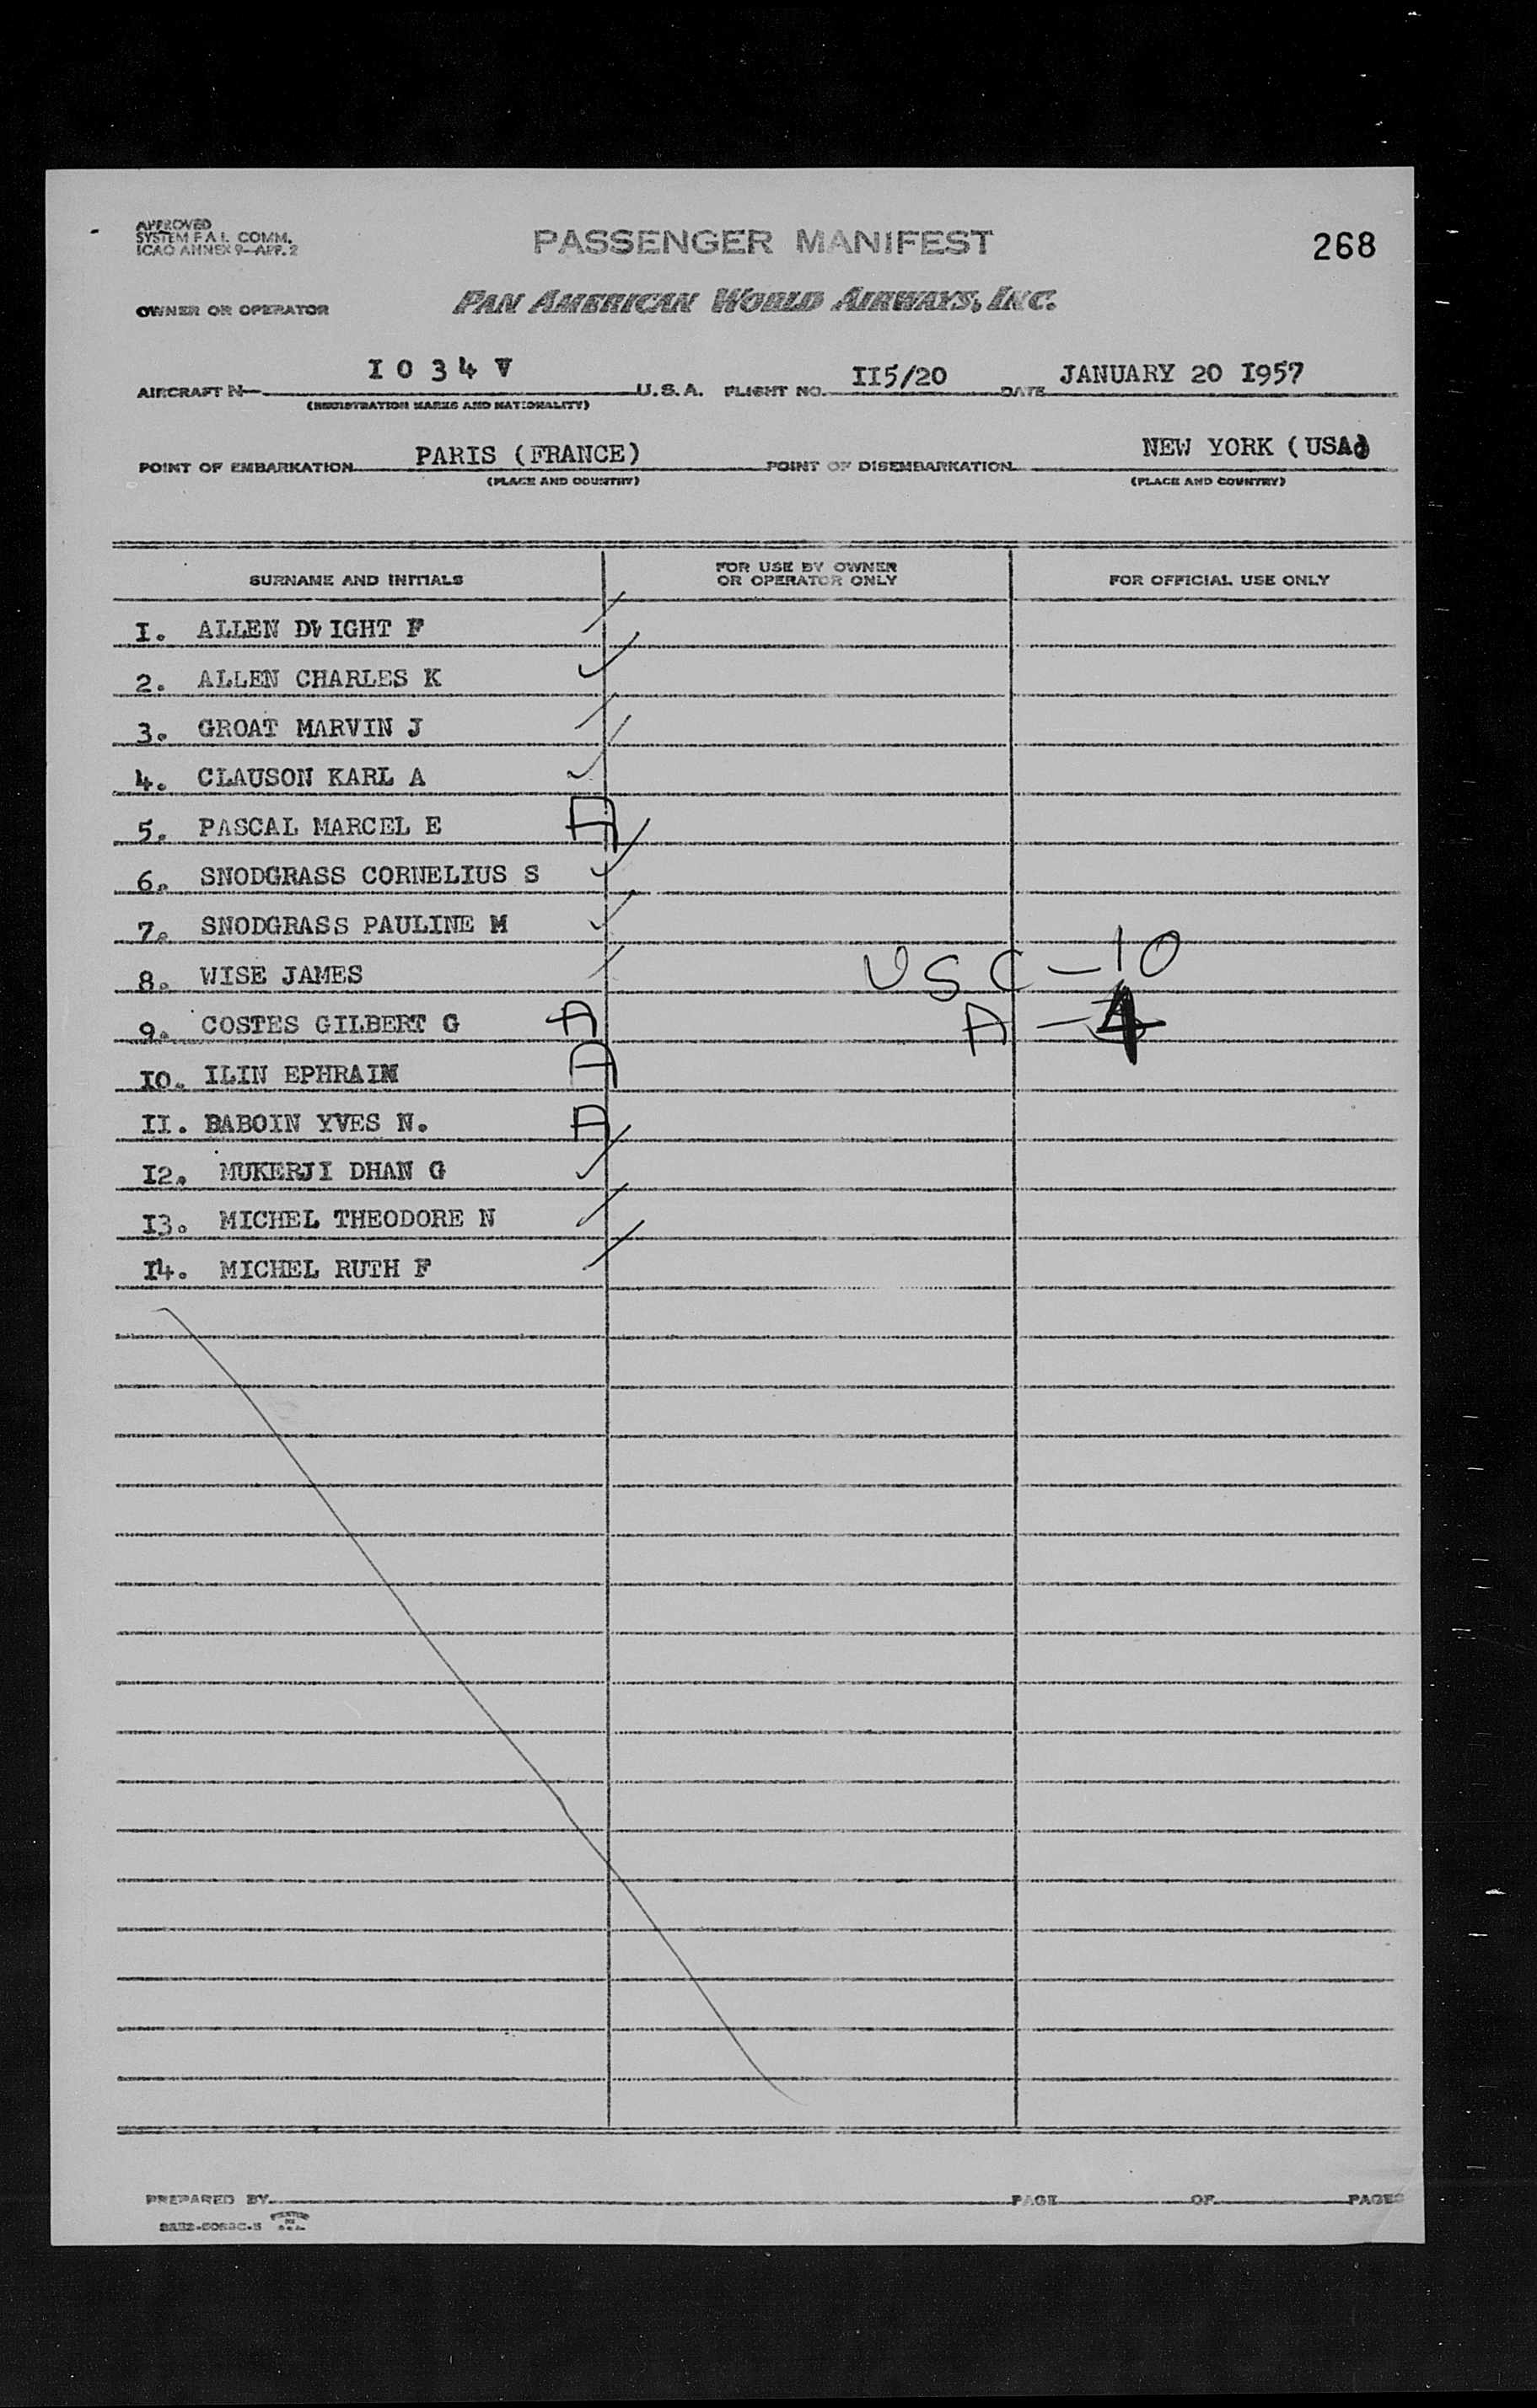 APPROVED
SYSTEM F.A.L. COMM.
ICAO ANNEX 9—APP. 2
PASSENGER MANIFEST
268
OWNER OR OPERATOR
PAN AMERICAN WORLD AIRWAYS, INC.
AIRCRAFT N— I 0 3 4 V U.S.A. FLIGHT NO. II5/20 DATE JANUARY 20 I957
(REGISTRATION MARKS AND NATIONALITY)
POINT OF EMBARKATION PARIS (FRANCE) POINT OF DISEMBARKATION NEW YORK (USA)
(PLACE AND COUNTRY) (PLACE AND COUNTRY)
SURNAME AND INITIALS FOR USE BY OWNER OR OPERATOR ONLY FOR OFFICIAL USE ONLY
I. ALLEN DWIGHT F ✓
2. ALLEN CHARLES K ✓
3. GROAT MARVIN J ✓
4. CLAUSON KARL A ✓
5. PASCAL MARCEL E A
6. SNODGRASS CORNELIUS S ✓
7. SNODGRASS PAULINE M ✓
8. WISE JAMES ✓ USC – 10
9. COSTES GILBERT G A A – 4
IO. ILIN EPHRAIM A
II. BABOIN YVES N. A
I2. MUKERJI DHAN G ✓
I3. MICHEL THEODORE N ✓
I4. MICHEL RUTH F ✓
PREPARED BY PAGE OF PAGES